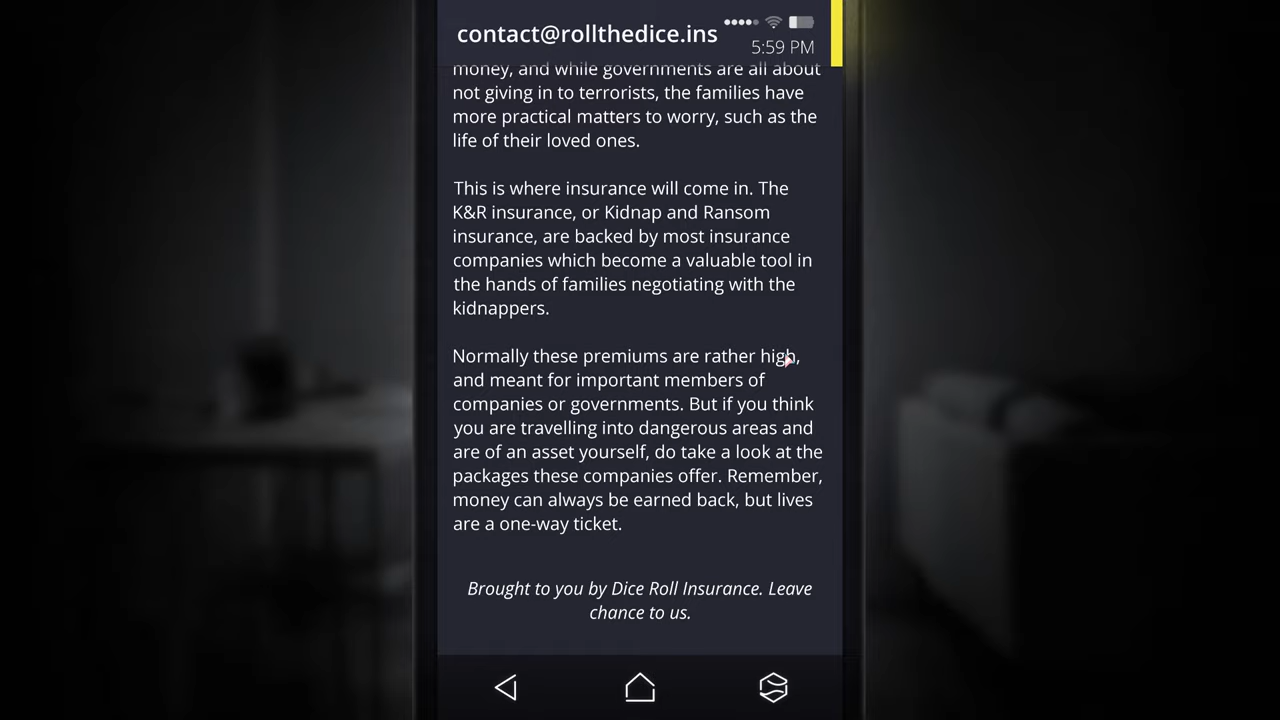 contact@rollthedice.ins
5:59 PM
money, and while governments are all about
not giving in to terrorists, the families have
more practical matters to worry, such as the
life of their loved ones.
This is where insurance will come in. The
K&R insurance, or Kidnap and Ransom
insurance, are backed by most insurance
companies which become a valuable tool in
the hands of families negotiating with the
kidnappers.
Normally these premiums are rather high,
and meant for important members of
companies or governments. But if you think
you are travelling into dangerous areas and
are of an asset yourself, do take a look at the
packages these companies offer. Remember,
money can always be earned back, but lives
are a one-way ticket.
Brought to you by Dice Roll Insurance. Leave
chance to us.